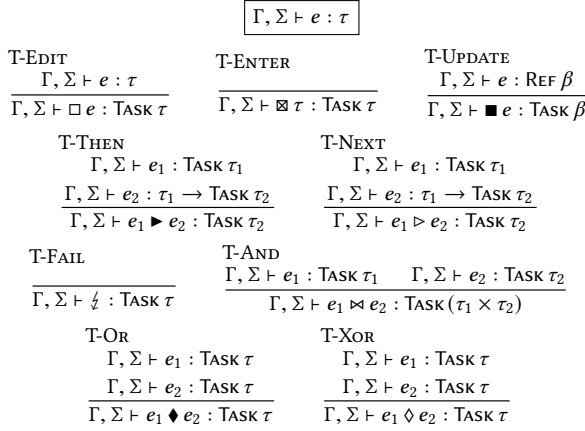 Γ, Σ ⊢ e : τ
T-Edit
Γ, Σ ⊢ e : τ
Γ, Σ ⊢ □ e : Task τ
T-Enter
Γ, Σ ⊢ ⊠ τ : Task τ
T-Update
Γ, Σ ⊢ e : Ref β
Γ, Σ ⊢ ■ e : Task β
T-Then
Γ, Σ ⊢ e₁ : Task τ₁
Γ, Σ ⊢ e₂ : τ₁ → Task τ₂
Γ, Σ ⊢ e₁ ▶ e₂ : Task τ₂
T-Next
Γ, Σ ⊢ e₁ : Task τ₁
Γ, Σ ⊢ e₂ : τ₁ → Task τ₂
Γ, Σ ⊢ e₁ ▷ e₂ : Task τ₂
T-Fail
Γ, Σ ⊢ ↯ : Task τ
T-And
Γ, Σ ⊢ e₁ : Task τ₁ Γ, Σ ⊢ e₂ : Task τ₂
Γ, Σ ⊢ e₁ ⋈ e₂ : Task (τ₁ × τ₂)
T-Or
Γ, Σ ⊢ e₁ : Task τ
Γ, Σ ⊢ e₂ : Task τ
Γ, Σ ⊢ e₁ ♦ e₂ : Task τ
T-Xor
Γ, Σ ⊢ e₁ : Task τ
Γ, Σ ⊢ e₂ : Task τ
Γ, Σ ⊢ e₁ ◊ e₂ : Task τ